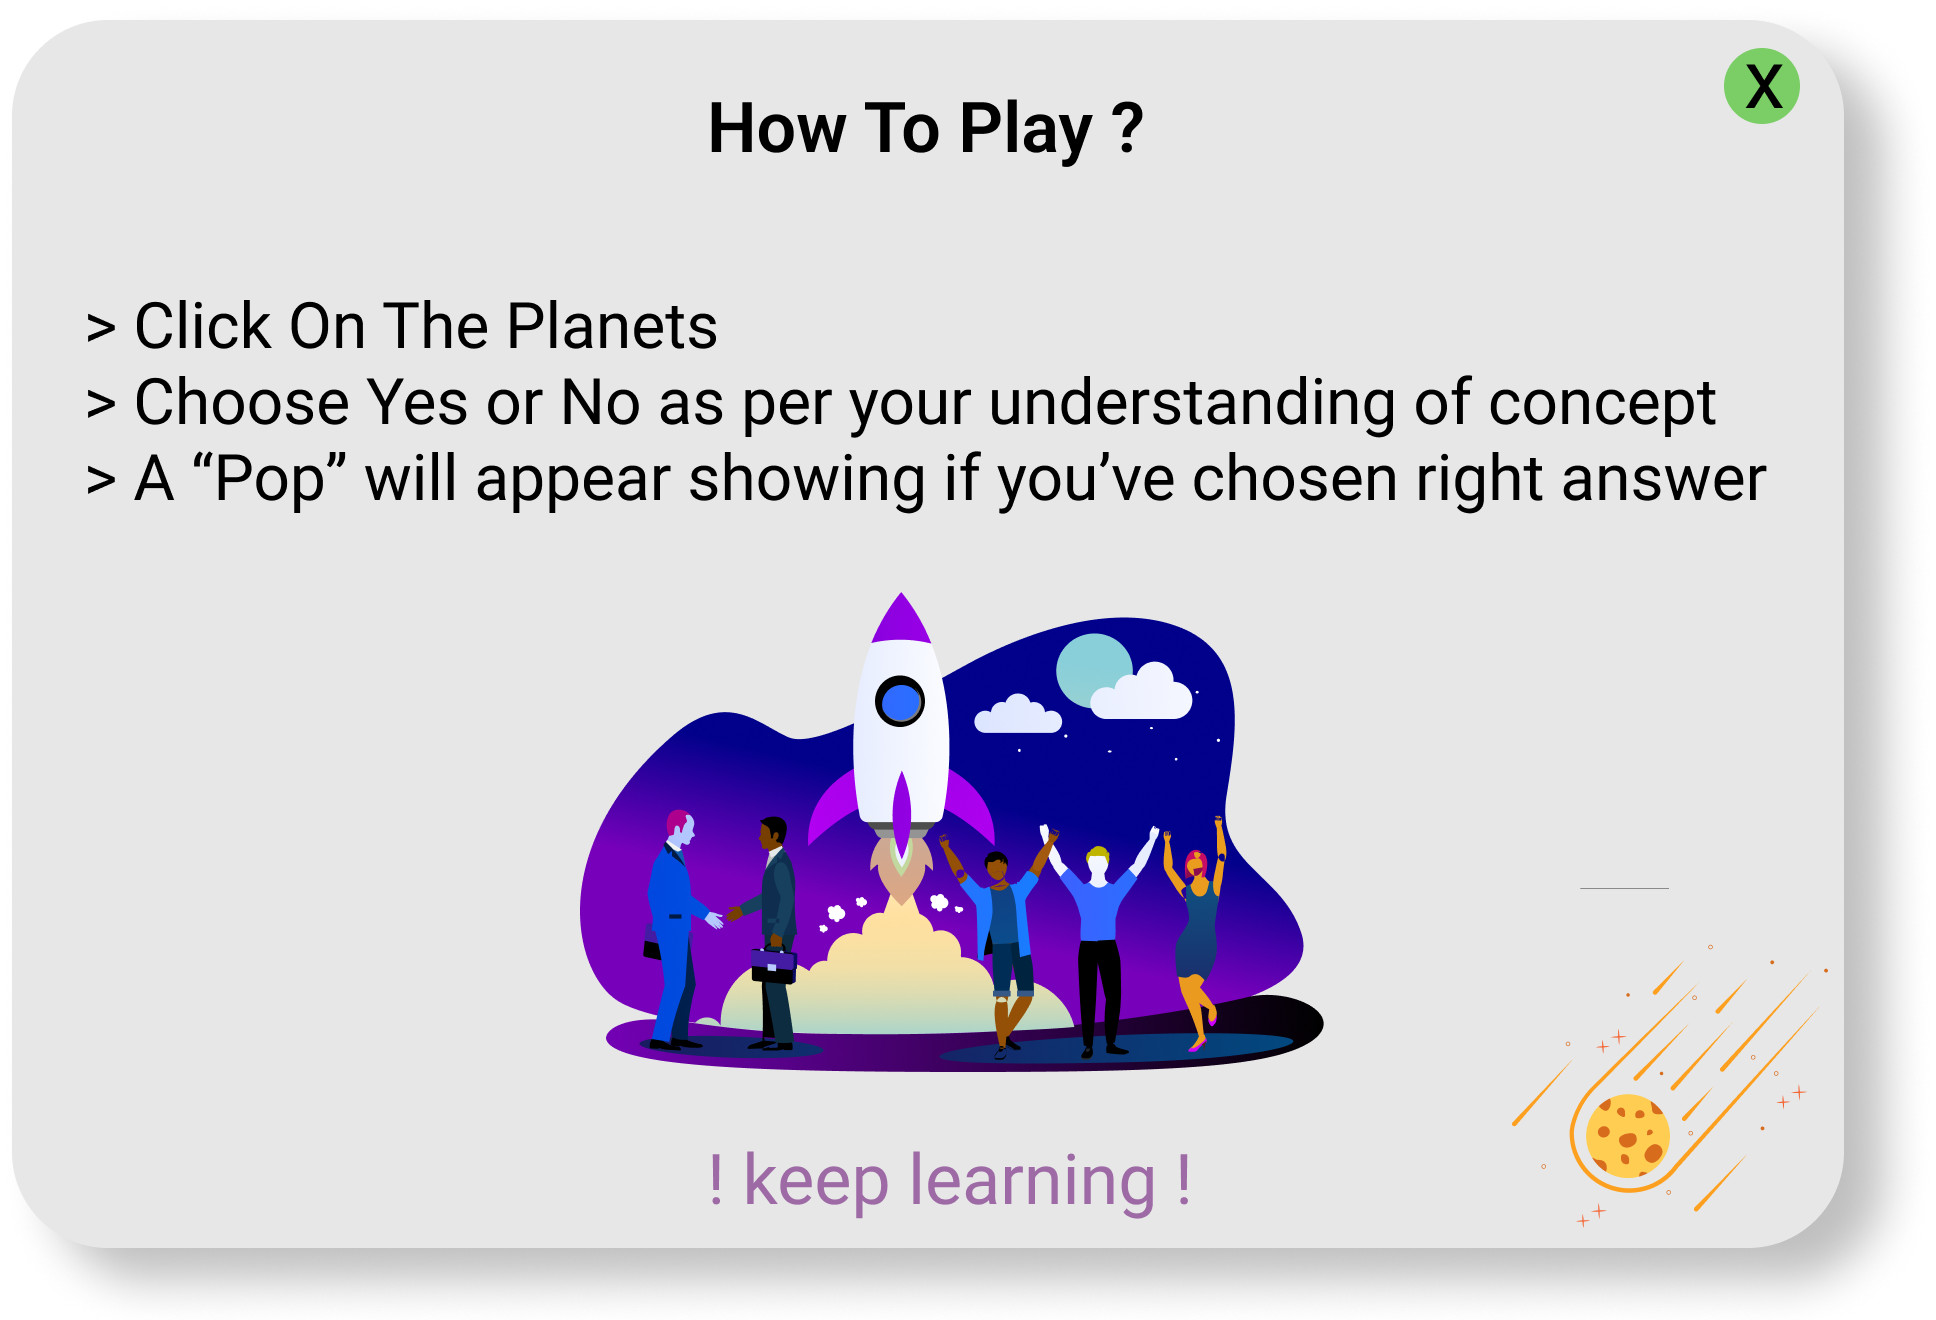 X
How To Play ?
> Click On The Planets
> Choose Yes or No as per your understanding of concept
> A “Pop” will appear showing if you’ve chosen right answer
! keep learning !